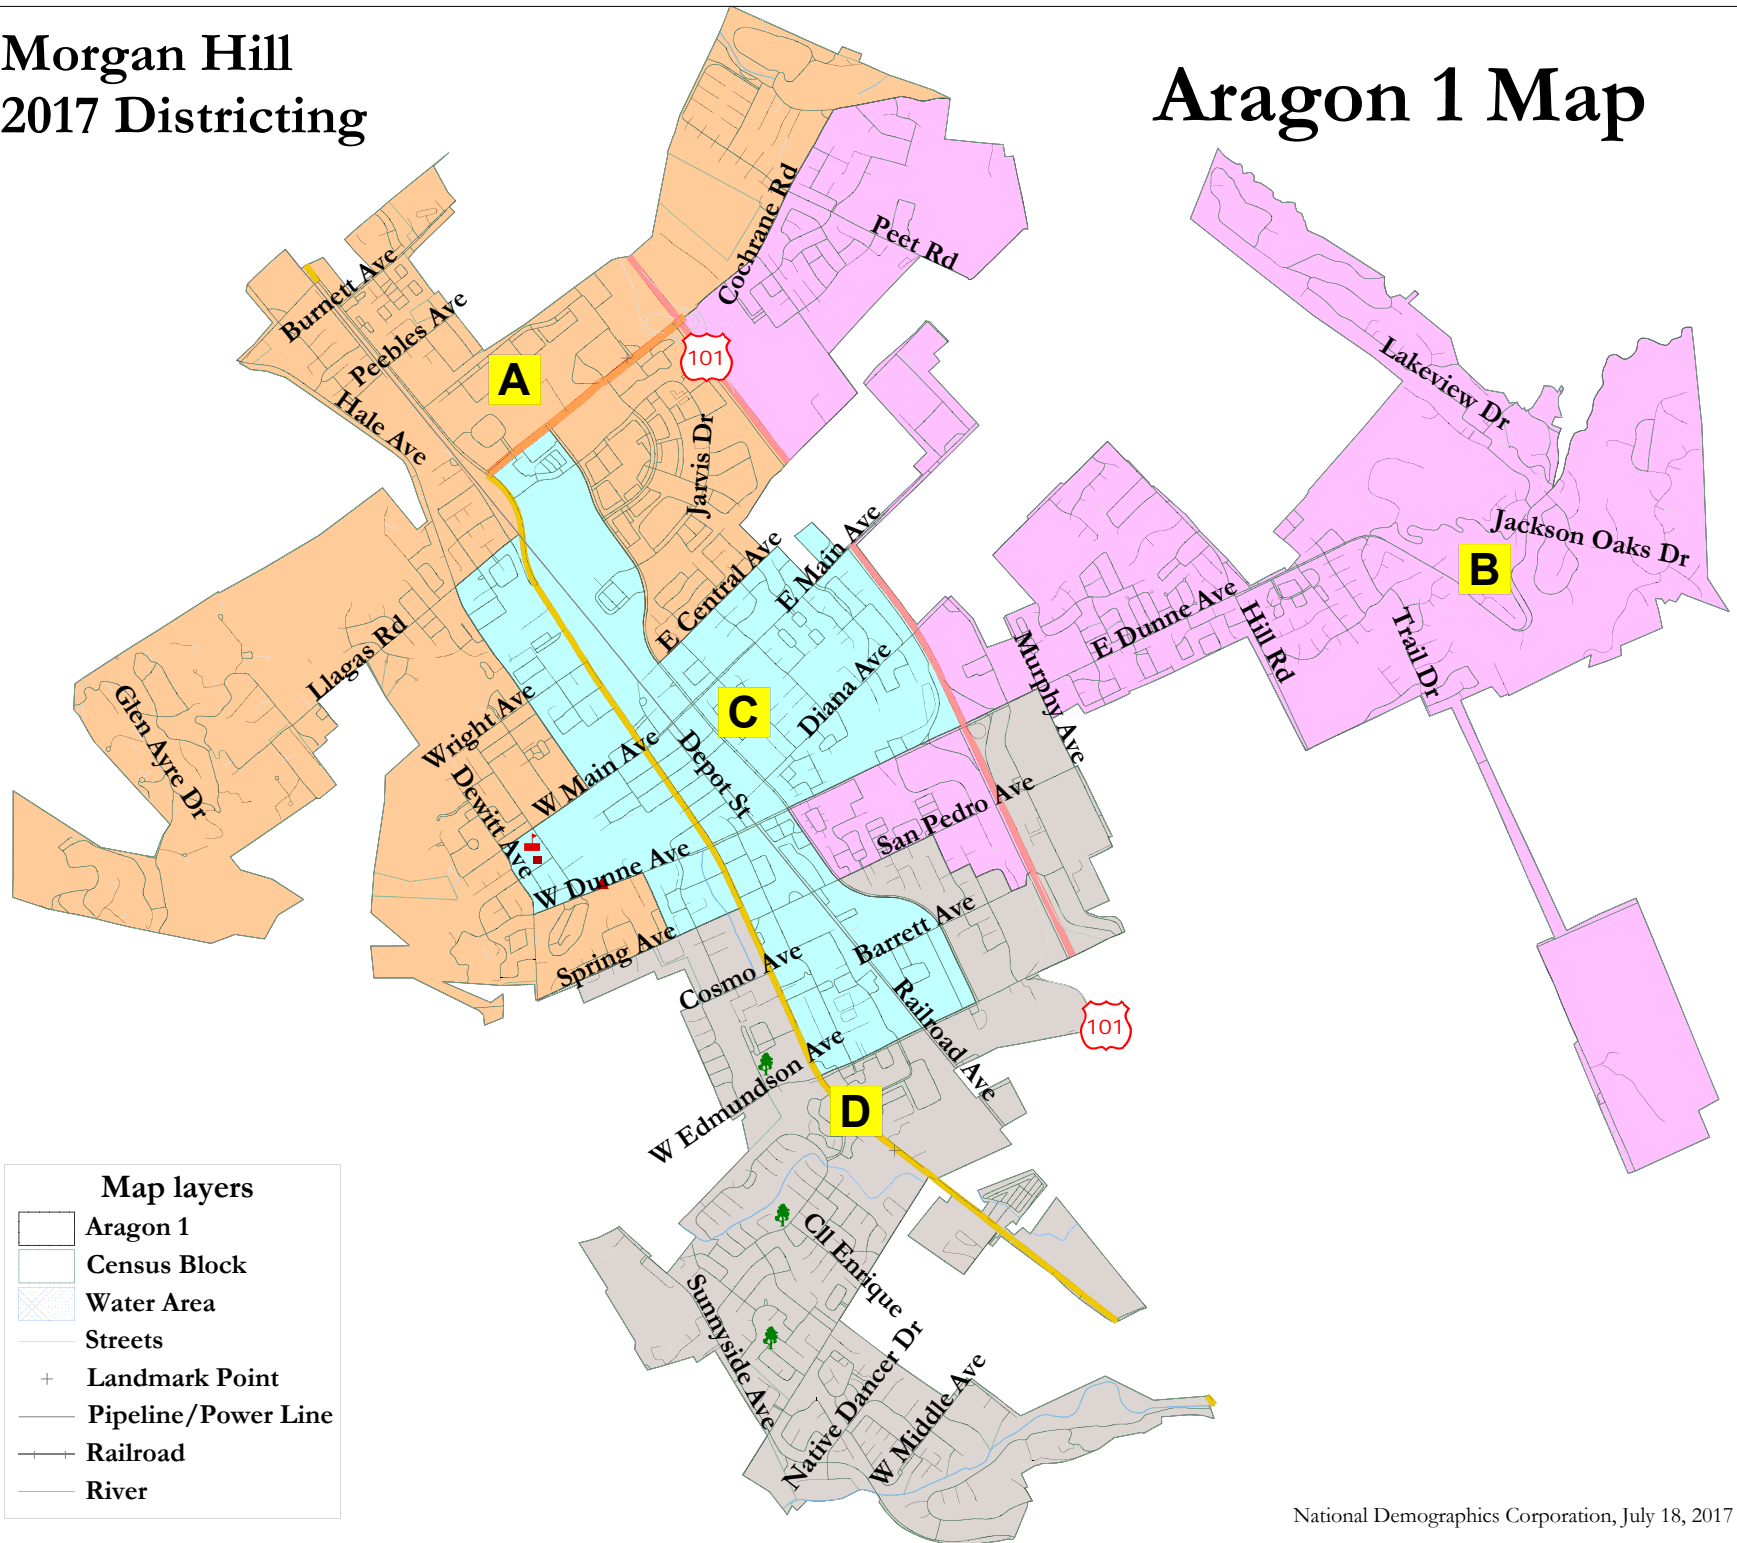 Morgan Hill
2017 Districting
Aragon 1 Map
Cochrane Rd
Peet Rd
Burnett Ave
Peebles Ave
Hale Ave
A
101
Jarvis Dr
Lakeview Dr
Jackson Oaks Dr
B
E Central Ave
E Main Ave
E Dunne Ave
Hill Rd
Trail Dr
Murphy Ave
Llagas Rd
Glen Ayre Dr
Wright Ave
Dewitt Ave
W Main Ave
C
Diana Ave
Depot St
San Pedro Ave
W Dunne Ave
Spring Ave
Cosmo Ave
Barrett Ave
Railroad Ave
101
W Edmundson Ave
D
Cll Enrique
Sunnyside Ave
Native Dancer Dr
W Middle Ave
Map layers
Aragon 1
Census Block
Water Area
Streets
Landmark Point
Pipeline/Power Line
Railroad
River
National Demographics Corporation, July 18, 2017